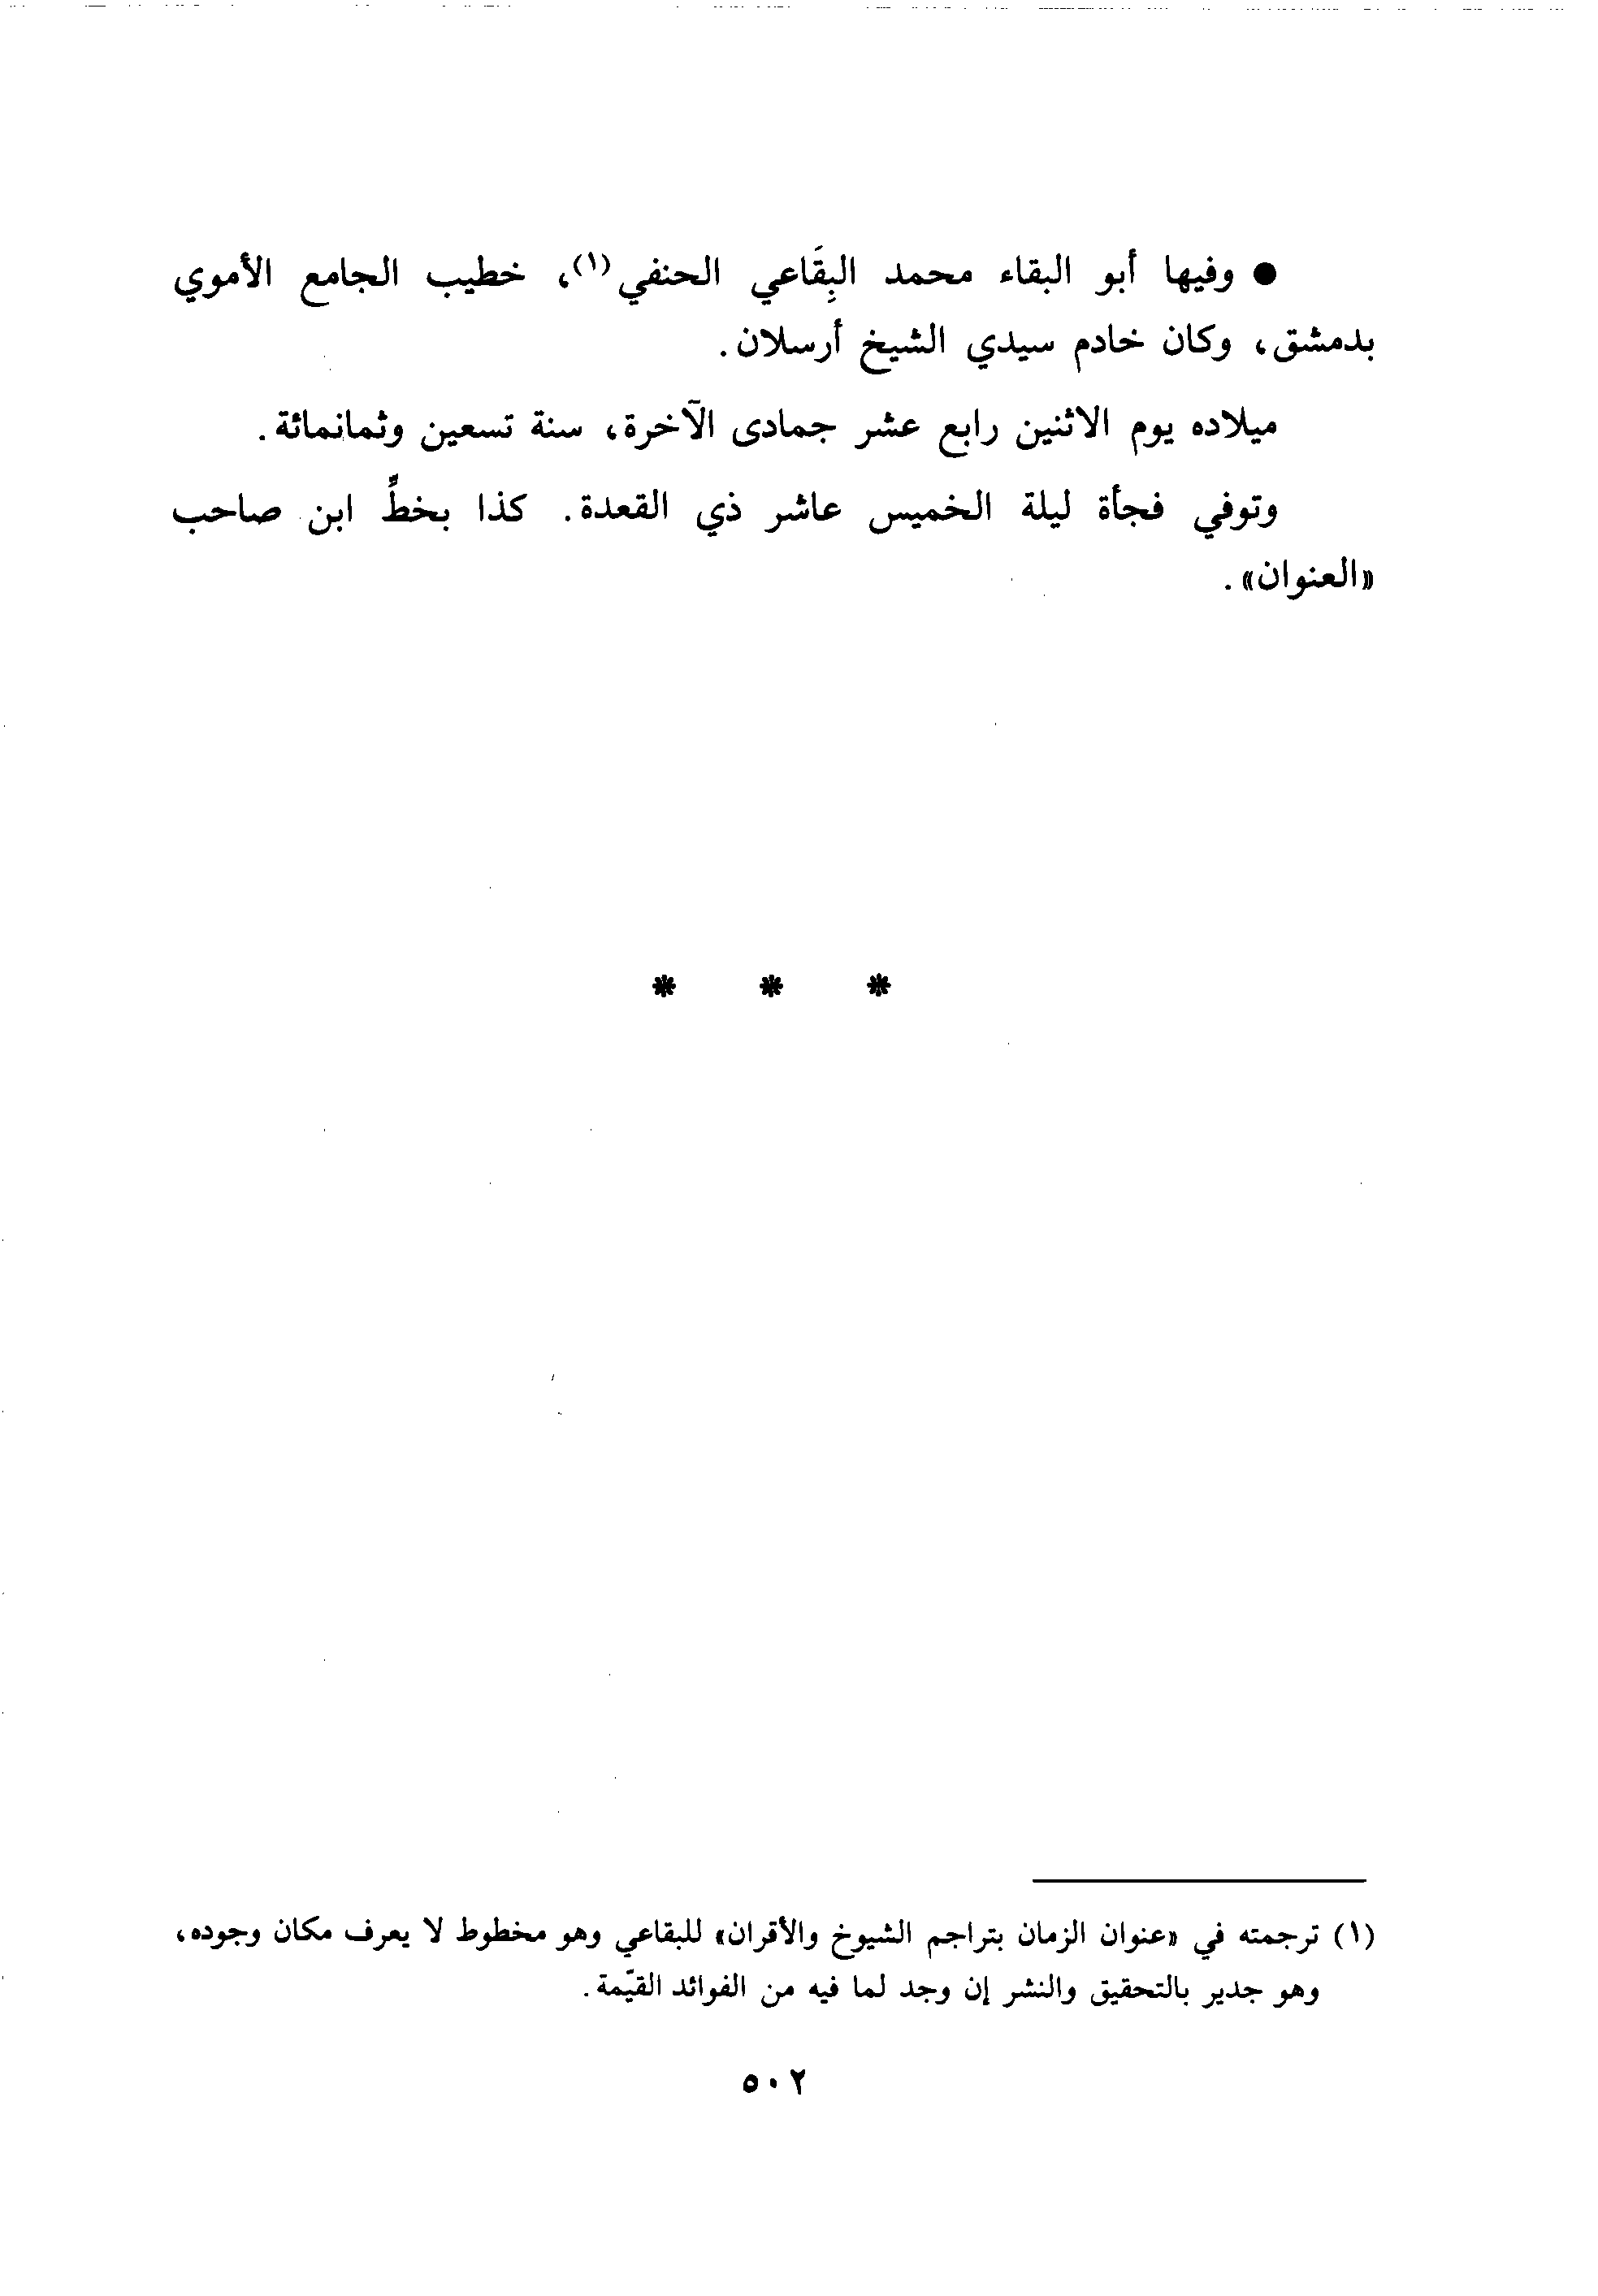 ● وفيها أبو البقاء محمد البِقَاعي الحنفي(١)، خطيب الجامع الأموي
بدمشق، وكان خادم سيدي الشيخ أرسلان.
ميلاده يوم الاثنين رابع عشر جمادى الآخرة، سنة تسعين وثمانمائة.
وتوفي فجأة ليلة الخميس عاشر ذي القعدة. كذا بخطِّ ابن صاحب
«العنوان».
* * *
(١) ترجمته في «عنوان الزمان بتراجم الشيوخ والأقران» للبقاعي وهو مخطوط لا يعرف مكان وجوده،
وهو جدير بالتحقيق والنشر إن وجد لما فيه من الفوائد القيّمة.
٥٠٢